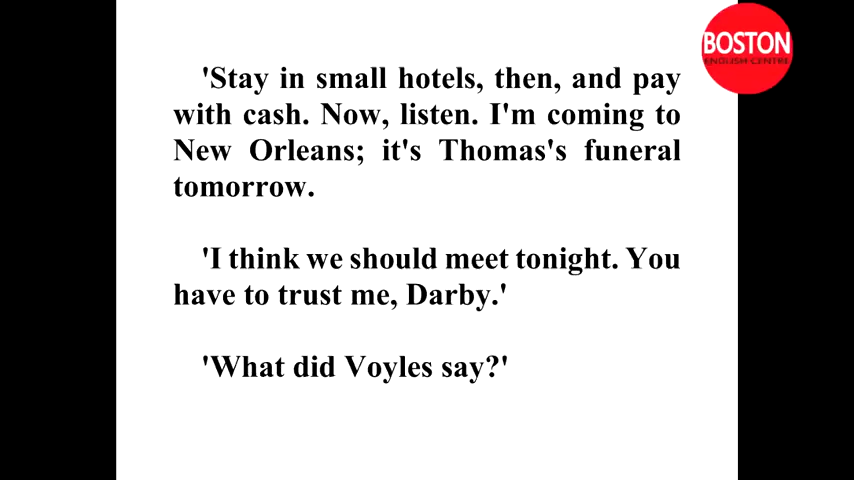 BOSTON
ENGLISH CENTRE
'Stay in small hotels, then, and pay
with cash. Now, listen. I'm coming to
New Orleans; it's Thomas's funeral
tomorrow.
'I think we should meet tonight. You
have to trust me, Darby.'
'What did Voyles say?'